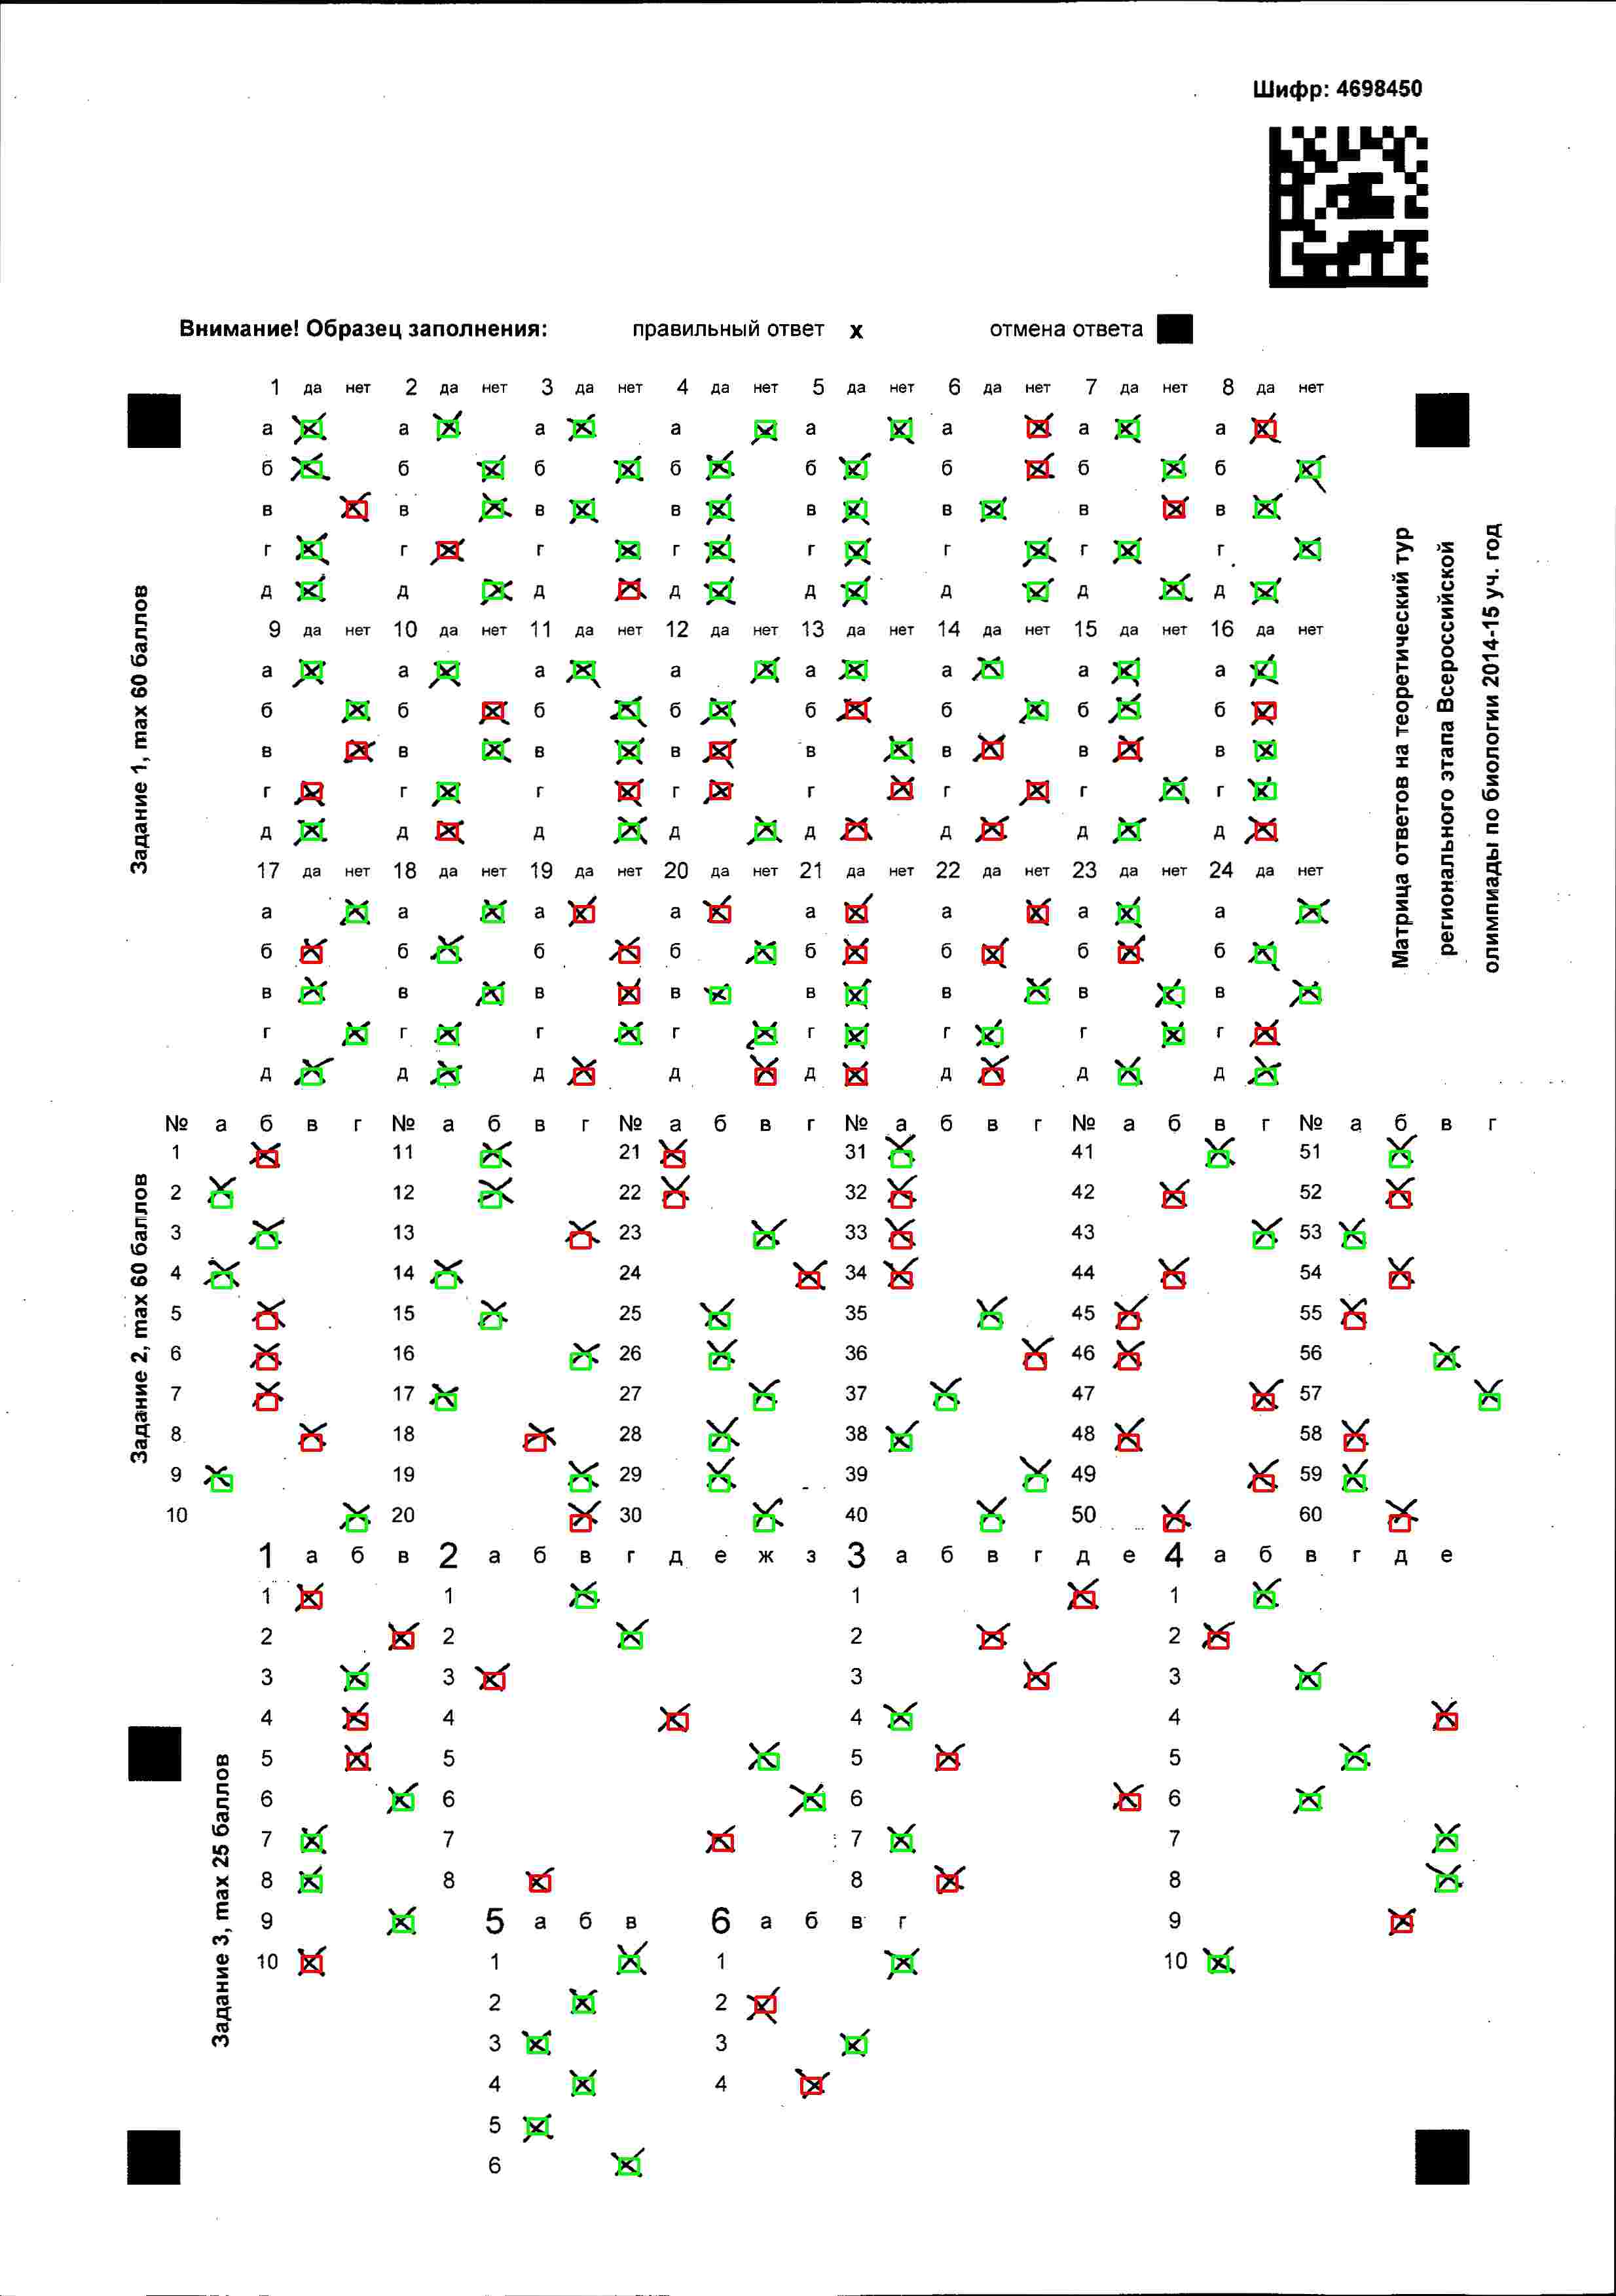 Шифр: 4698450
Внимание! Образец заполнения: правильный ответ х отмена ответа
1 да нет 2 да нет 3 да нет 4 да нет 5 да нет 6 да нет 7 да нет 8 да нет
а а а а а а а а
б б б б б б б б
в в в в в в в в
г г г г г г г г
д д д д д д д д
9 да нет 10 да нет 11 да нет 12 да нет 13 да нет 14 да нет 15 да нет 16 да нет
а а а а а а а а
б б б б б б б б
в в в в в в в в
г г г г г г г г
д д д д д д д д
17 да нет 18 да нет 19 да нет 20 да нет 21 да нет 22 да нет 23 да нет 24 да нет
а а а а а а а а
б б б б б б б б
в в в в в в в в
г г г г г г г г
д д д д д д д д
Задание 1, max 60 баллов
Матрица ответов на теоретический тур
регионального этапа Всероссийской
олимпиады по биологии 2014-15 уч. год
№ а б в г № а б в г № а б в г № а б в г № а б в г № а б в г
1 11 21 31 41 51
2 12 22 32 42 52
3 13 23 33 43 53
4 14 24 34 44 54
5 15 25 35 45 55
6 16 26 36 46 56
7 17 27 37 47 57
8 18 28 38 48 58
9 19 29 39 49 59
10 20 30 40 50 60
Задание 2, max 60 баллов
1 а б в 2 а б в г д е ж з 3 а б в г д е 4 а б в г д е
1 1 1 1
2 2 2 2
3 3 3 3
4 4 4 4
5 5 5 5
6 6 6 6
7 7 7 7
8 8 8 8
9 5 а б в 6 а б в г 9
10 1 1 10
2 2
3 3
4 4
5
6
Задание 3, max 25 баллов